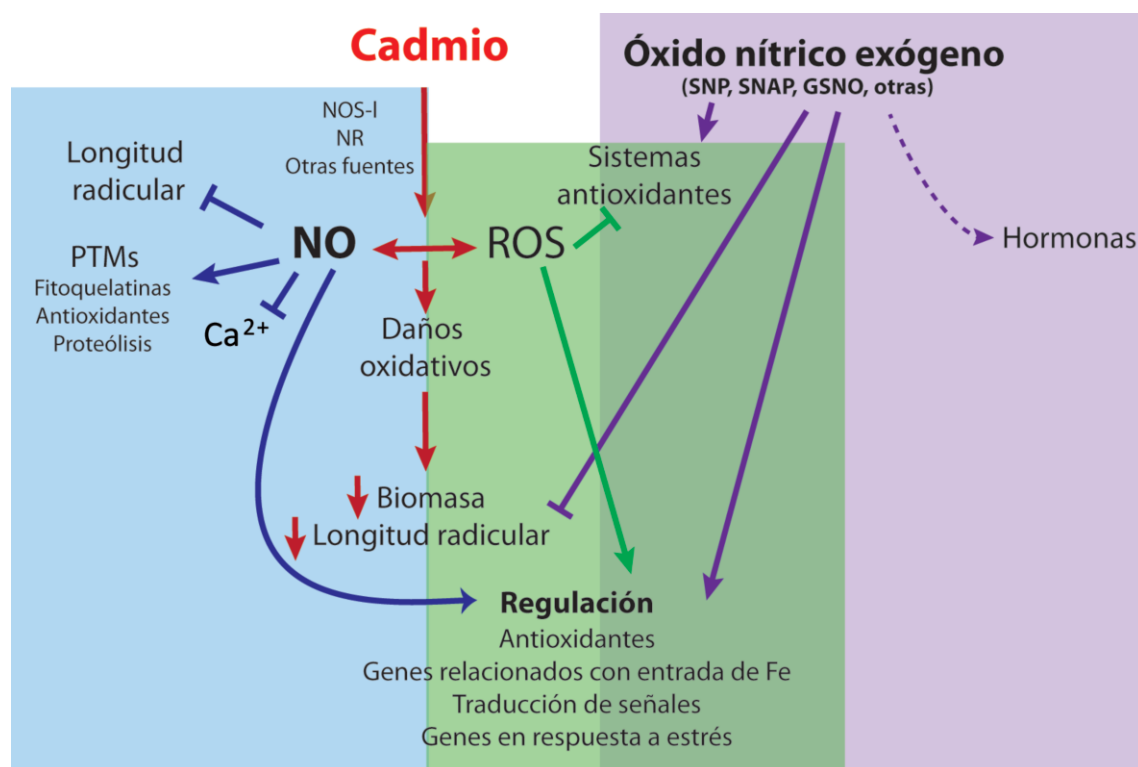 Cadmio
Óxido nítrico exógeno
(SNP, SNAP, GSNO, otras)
NOS-l
NR
Otras fuentes
Longitud
radicular
Sistemas
antioxidantes
NO
ROS
Hormonas
PTMs
Fitoquelatinas
Antioxidantes
Proteólisis
Ca²⁺
Daños
oxidativos
Biomasa
Longitud radicular
Regulación
Antioxidantes
Genes relacionados con entrada de Fe
Traducción de señales
Genes en respuesta a estrés